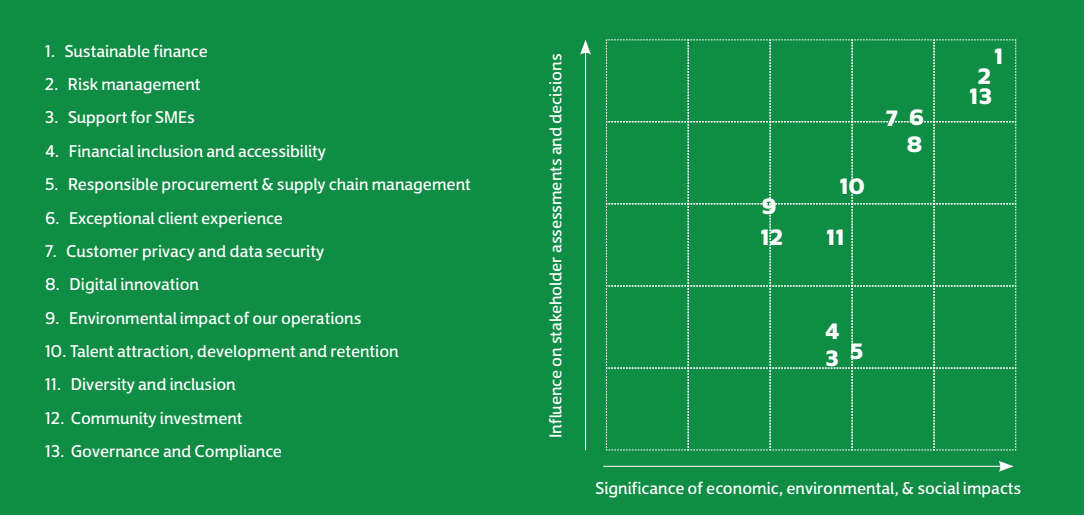 1. Sustainable finance
2. Risk management
3. Support for SMEs
4. Financial inclusion and accessibility
5. Responsible procurement & supply chain management
6. Exceptional client experience
7. Customer privacy and data security
8. Digital innovation
9. Environmental impact of our operations
10. Talent attraction, development and retention
11. Diversity and inclusion
12. Community investment
13. Governance and Compliance
Influence on stakeholder assessments and decisions
1
2
13
7 6
8
10
9
12 11
4
5
3
Significance of economic, environmental, & social impacts